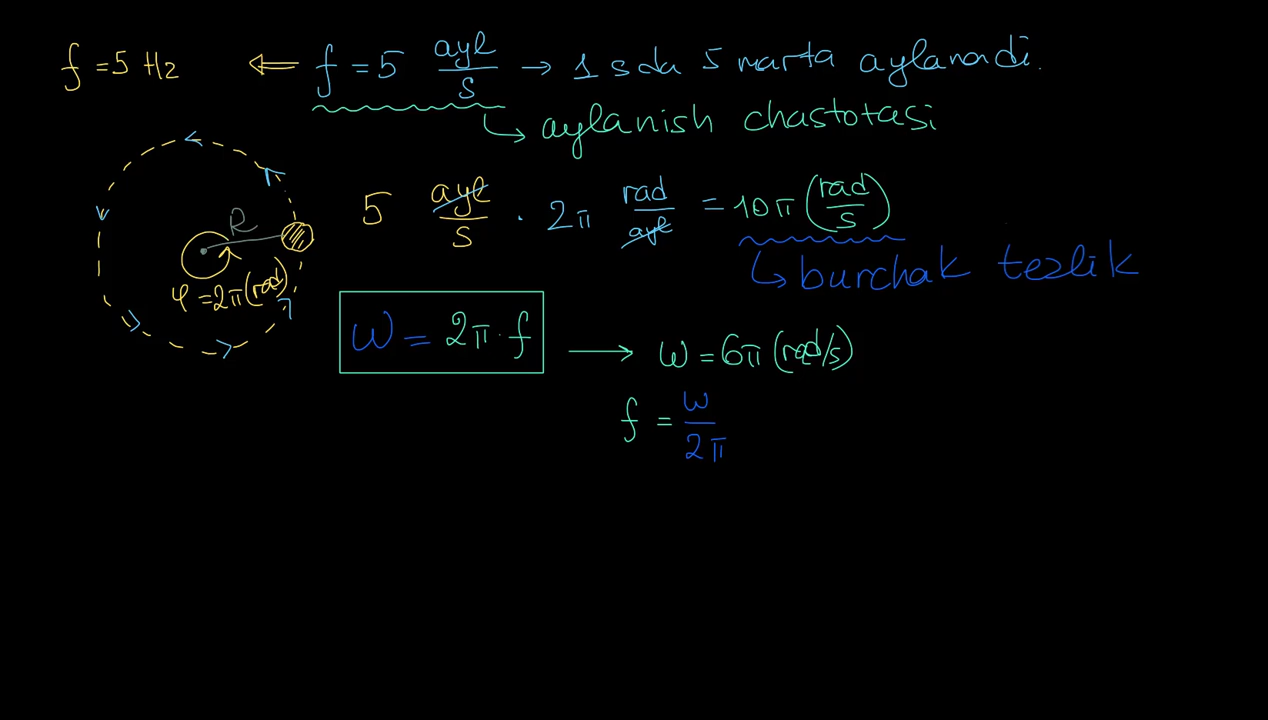 f = 5 Hz ⇐ f = 5 ayl/s → 1 s da 5 marta aylanadi.
↳ aylanish chastotasi
5 ayl/s · 2π rad/ayl = 10π (rad/s)
↳ burchak tezlik
R
φ = 2π (rad)
ω = 2π · f → ω = 6π (rad/s)
f = ω/2π